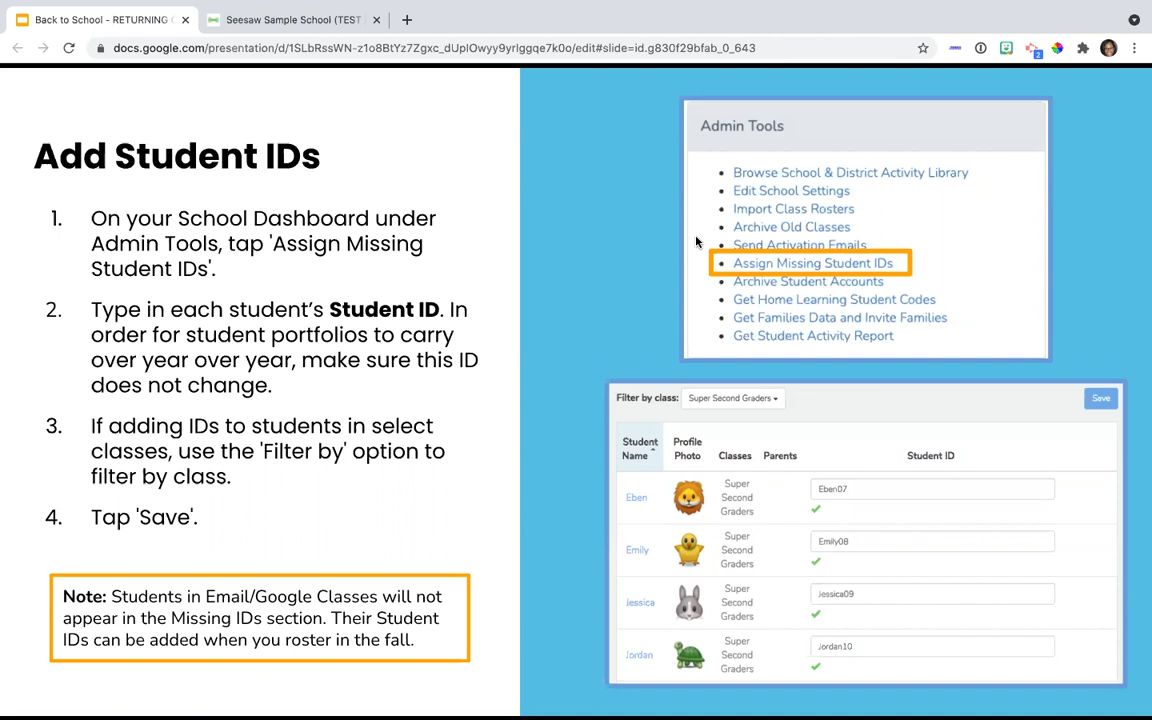 Back to School - RETURNING
Seesaw Sample School (TEST
docs.google.com/presentation/d/1SLbRssWN-z1o8BtYz7Zgxc_dUplOwyy9yrlgqqe7k0o/edit#slide=id.g830f29bfab_0_643
2
Add Student IDs
1. On your School Dashboard under
Admin Tools, tap 'Assign Missing
Student IDs'.
2. Type in each student’s Student ID. In
order for student portfolios to carry
over year over year, make sure this ID
does not change.
3. If adding IDs to students in select
classes, use the 'Filter by' option to
filter by class.
4. Tap 'Save'.
Note: Students in Email/Google Classes will not
appear in the Missing IDs section. Their Student
IDs can be added when you roster in the fall.
Admin Tools
Browse School & District Activity Library
Edit School Settings
Import Class Rosters
Archive Old Classes
Send Activation Emails
Assign Missing Student IDs
Archive Student Accounts
Get Home Learning Student Codes
Get Families Data and Invite Families
Get Student Activity Report
Filter by class: Super Second Graders Save
Student
Name
Profile
Photo
Classes
Parents
Student ID
Eben
Super
Second
Graders
Eben07
Emily
Super
Second
Graders
Emily08
Jessica
Super
Second
Graders
Jessica09
Jordan
Super
Second
Graders
Jordan10